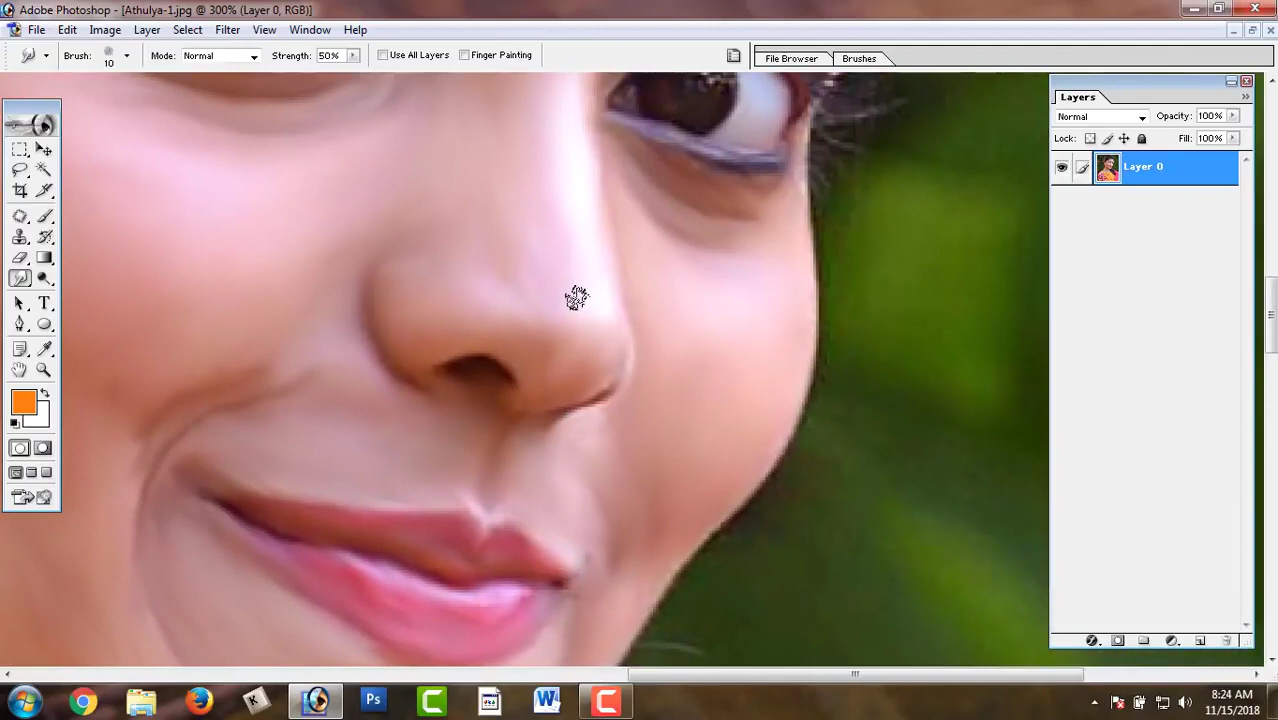 Adobe Photoshop - [Athulya-1.jpg @ 300% (Layer 0, RGB)]
File Edit Image Layer Select Filter View Window Help
Brush: 10 Mode: Normal Strength: 50% Use All Layers Finger Painting File Browser Brushes
Layers
Normal Opacity: 100%
Lock: Fill: 100%
Layer 0
T
K Ps C W C
8:24 AM
11/15/2018